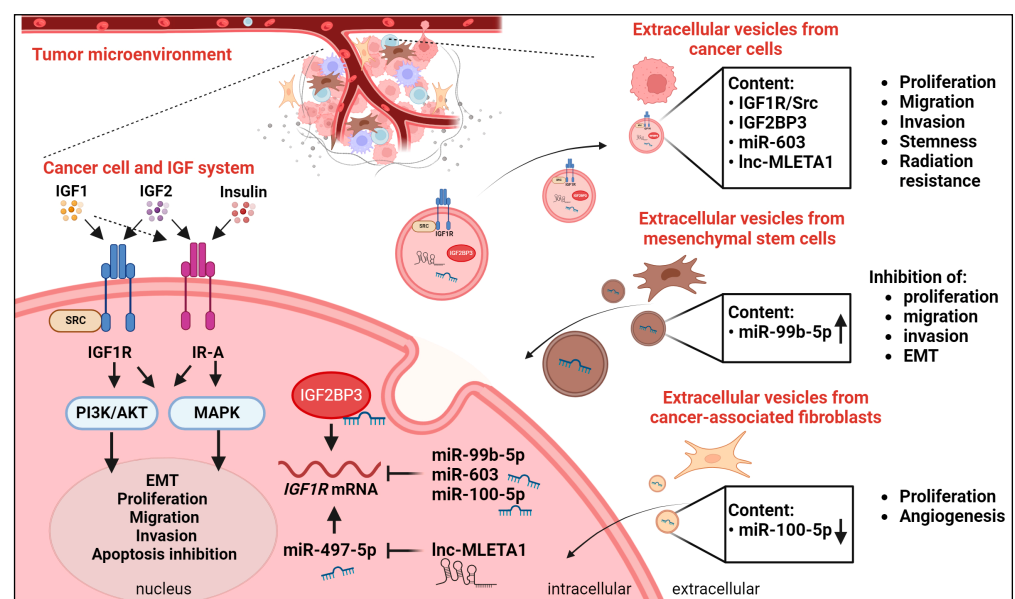 Tumor microenvironment
Extracellular vesicles from
cancer cells
Content:
• IGF1R/Src
• IGF2BP3
• miR-603
• lnc-MLETA1
• Proliferation
• Migration
• Invasion
• Stemness
• Radiation
resistance
Cancer cell and IGF system
IGF1
IGF2
Insulin
SRC
IGF1R
IR-A
PI3K/AKT
MAPK
EMT
Proliferation
Migration
Invasion
Apoptosis inhibition
nucleus
SRC
IGF1R
IGF2BP3
IGF2BP3
IGF1R mRNA
miR-99b-5p
miR-603
miR-100-5p
miR-497-5p
lnc-MLETA1
intracellular
extracellular
Extracellular vesicles from
mesenchymal stem cells
Content:
• miR-99b-5p
Inhibition of:
• proliferation
• migration
• invasion
• EMT
Extracellular vesicles from
cancer-associated fibroblasts
Content:
• miR-100-5p
• Proliferation
• Angiogenesis